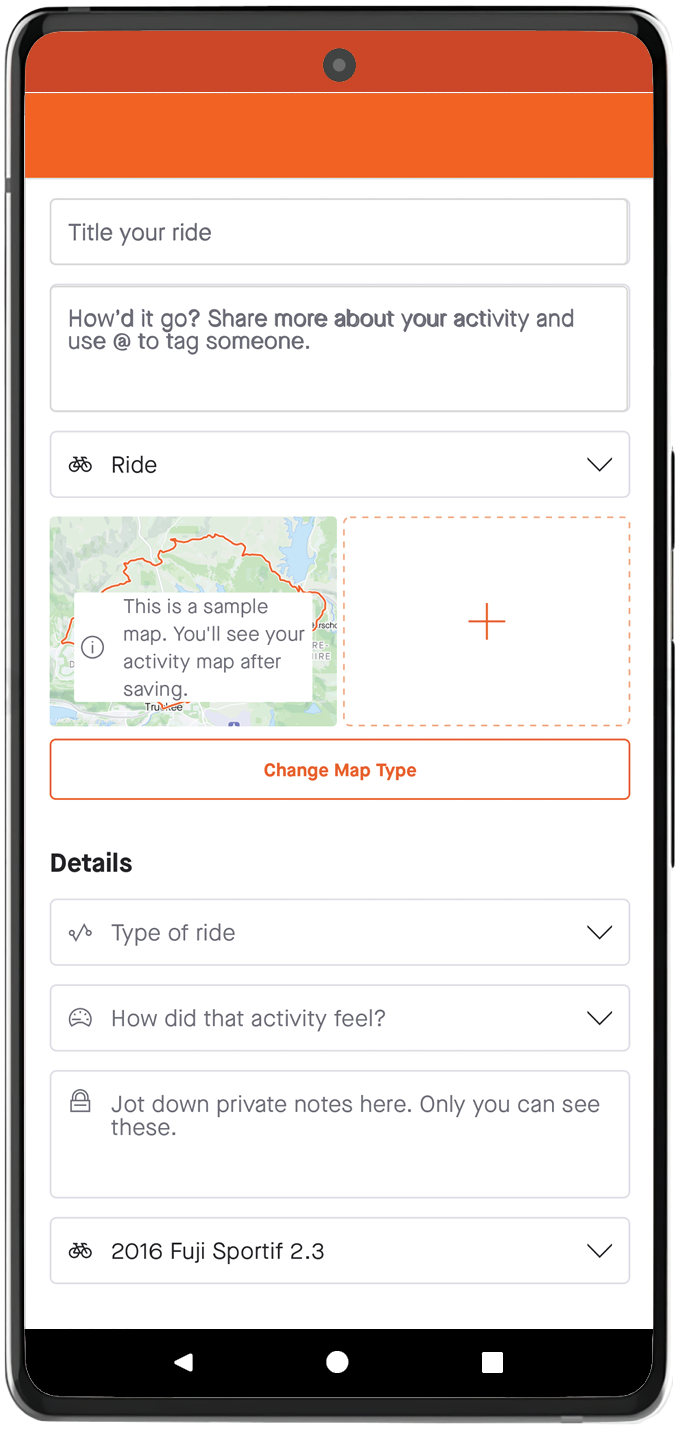 Title your ride
How'd it go? Share more about your activity and
use @ to tag someone.
Ride
This is a sample
map. You'll see your
activity map after
saving.
Truckee
Change Map Type
Details
Type of ride
How did that activity feel?
Jot down private notes here. Only you can see
these.
2016 Fuji Sportif 2.3